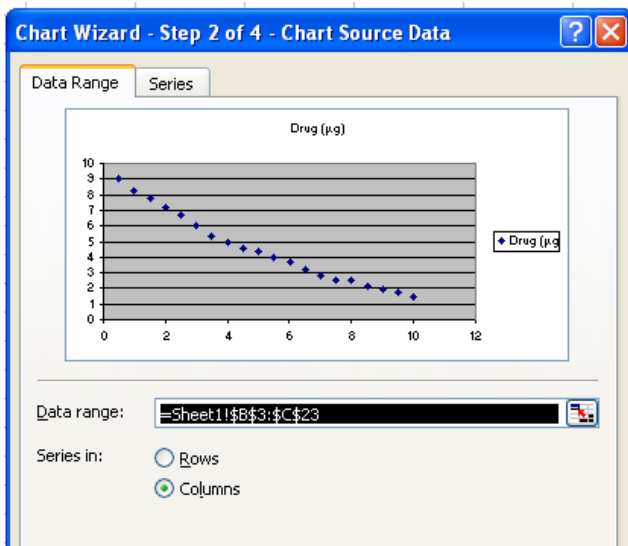 Chart Wizard - Step 2 of 4 - Chart Source Data
Data Range Series
Drug (µg)
10
9
8
7
6
5
4
3
2
1
0
0 2 4 6 8 10 12
Drug (µg
Data range: =Sheet1!$B$3:$C$23
Series in: Rows
Columns